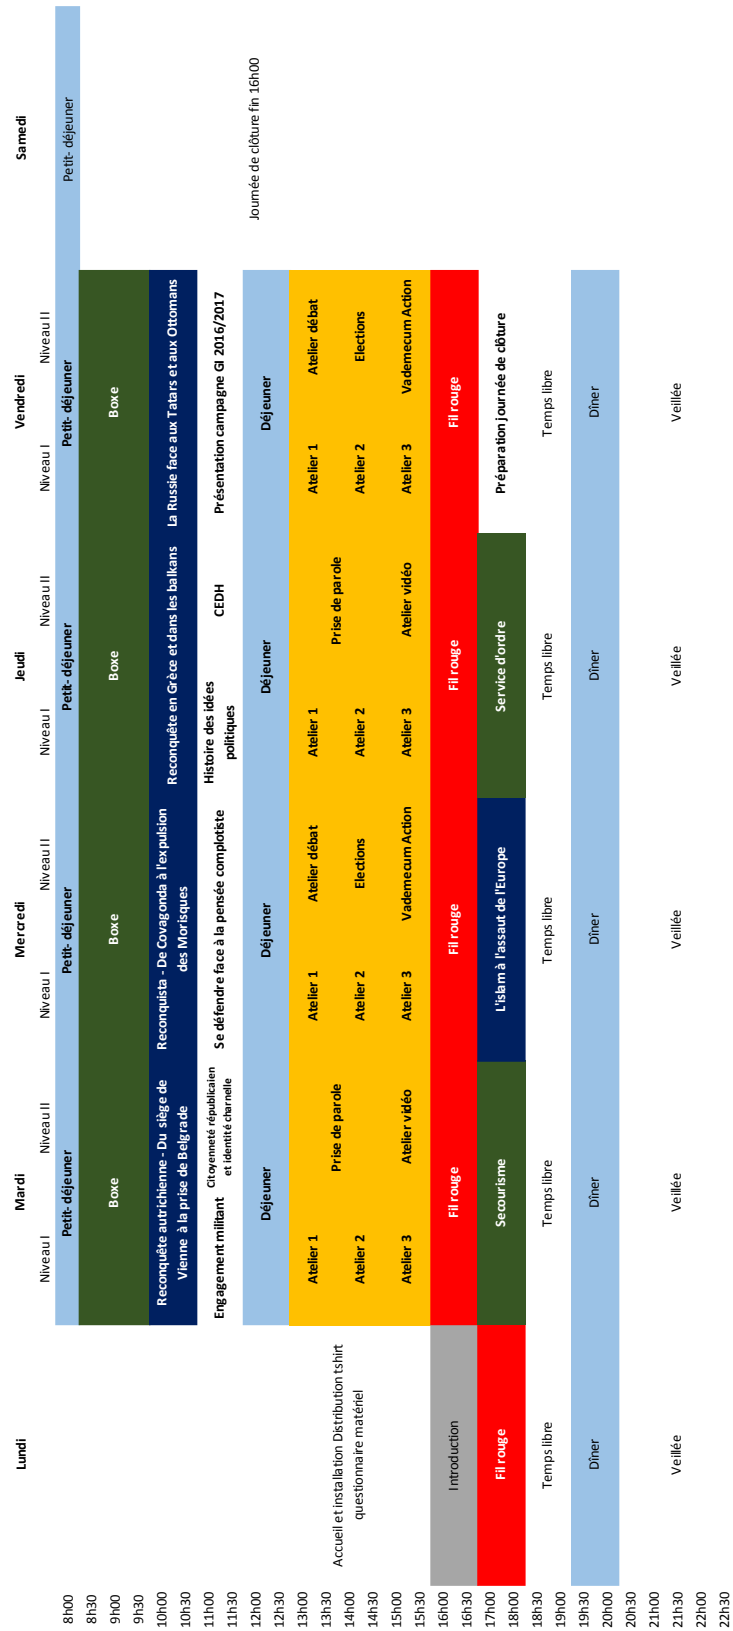 Lundi
Mardi
Mercredi
Jeudi
Vendredi
Samedi
Niveau I
Niveau II
Niveau I
Niveau II
Niveau I
Niveau II
Niveau I
Niveau II
8h00
Petit- déjeuner
Petit- déjeuner
Petit- déjeuner
Petit- déjeuner
Petit- déjeuner
8h30
9h00
Boxe
Boxe
Boxe
Boxe
9h30
10h00
Reconquête autrichienne - Du siège de
Vienne à la prise de Belgrade
Reconquista - De Covagonda à l'expulsion
des Morisques
Reconquête en Grèce et dans les balkans
La Russie face aux Tatars et aux Ottomans
10h30
11h00
Engagement militant
Citoyenneté républicaien
et identité charnelle
Se défendre face à la pensée complotiste
Histoire des idées
politiques
CEDH
Présentation campagne GI 2016/2017
11h30
12h00
Déjeuner
Déjeuner
Déjeuner
Déjeuner
Journée de clôture fin 16h00
12h30
13h00
Atelier 1
Atelier 1
Atelier débat
Atelier 1
Atelier 1
Atelier débat
13h30
Accueil et installation Distribution tshirt
questionnaire matériel
Prise de parole
Prise de parole
14h00
Atelier 2
Atelier 2
Elections
Atelier 2
Atelier 2
Elections
14h30
15h00
Atelier 3
Atelier vidéo
Atelier 3
Vademecum Action
Atelier 3
Atelier vidéo
Atelier 3
Vademecum Action
15h30
16h00
Introduction
Fil rouge
Fil rouge
Fil rouge
Fil rouge
16h30
17h00
Fil rouge
Secourisme
L'islam à l'assaut de l'Europe
Service d'ordre
Préparation journée de clôture
18h00
18h30
Temps libre
Temps libre
Temps libre
Temps libre
Temps libre
19h00
19h30
Dîner
Dîner
Dîner
Dîner
Dîner
20h00
20h30
21h00
Veillée
Veillée
Veillée
Veillée
Veillée
21h30
22h00
22h30